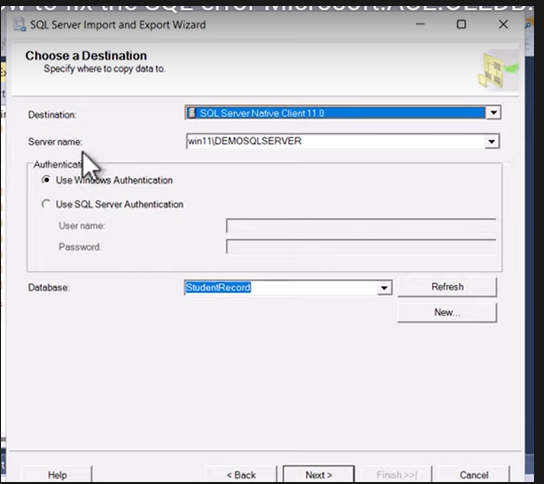 w to fix the SQL error Microsoft.ACE.OLEDB.
SQL Server Import and Export Wizard
Choose a Destination
Specify where to copy data to.
Destination: SQL Server Native Client 11.0
Server name: win11\DEMOSQLSERVER
Authentication
Use Windows Authentication
Use SQL Server Authentication
User name:
Password:
Database: StudentRecord Refresh
New...
Help < Back Next > Finish >>| Cancel